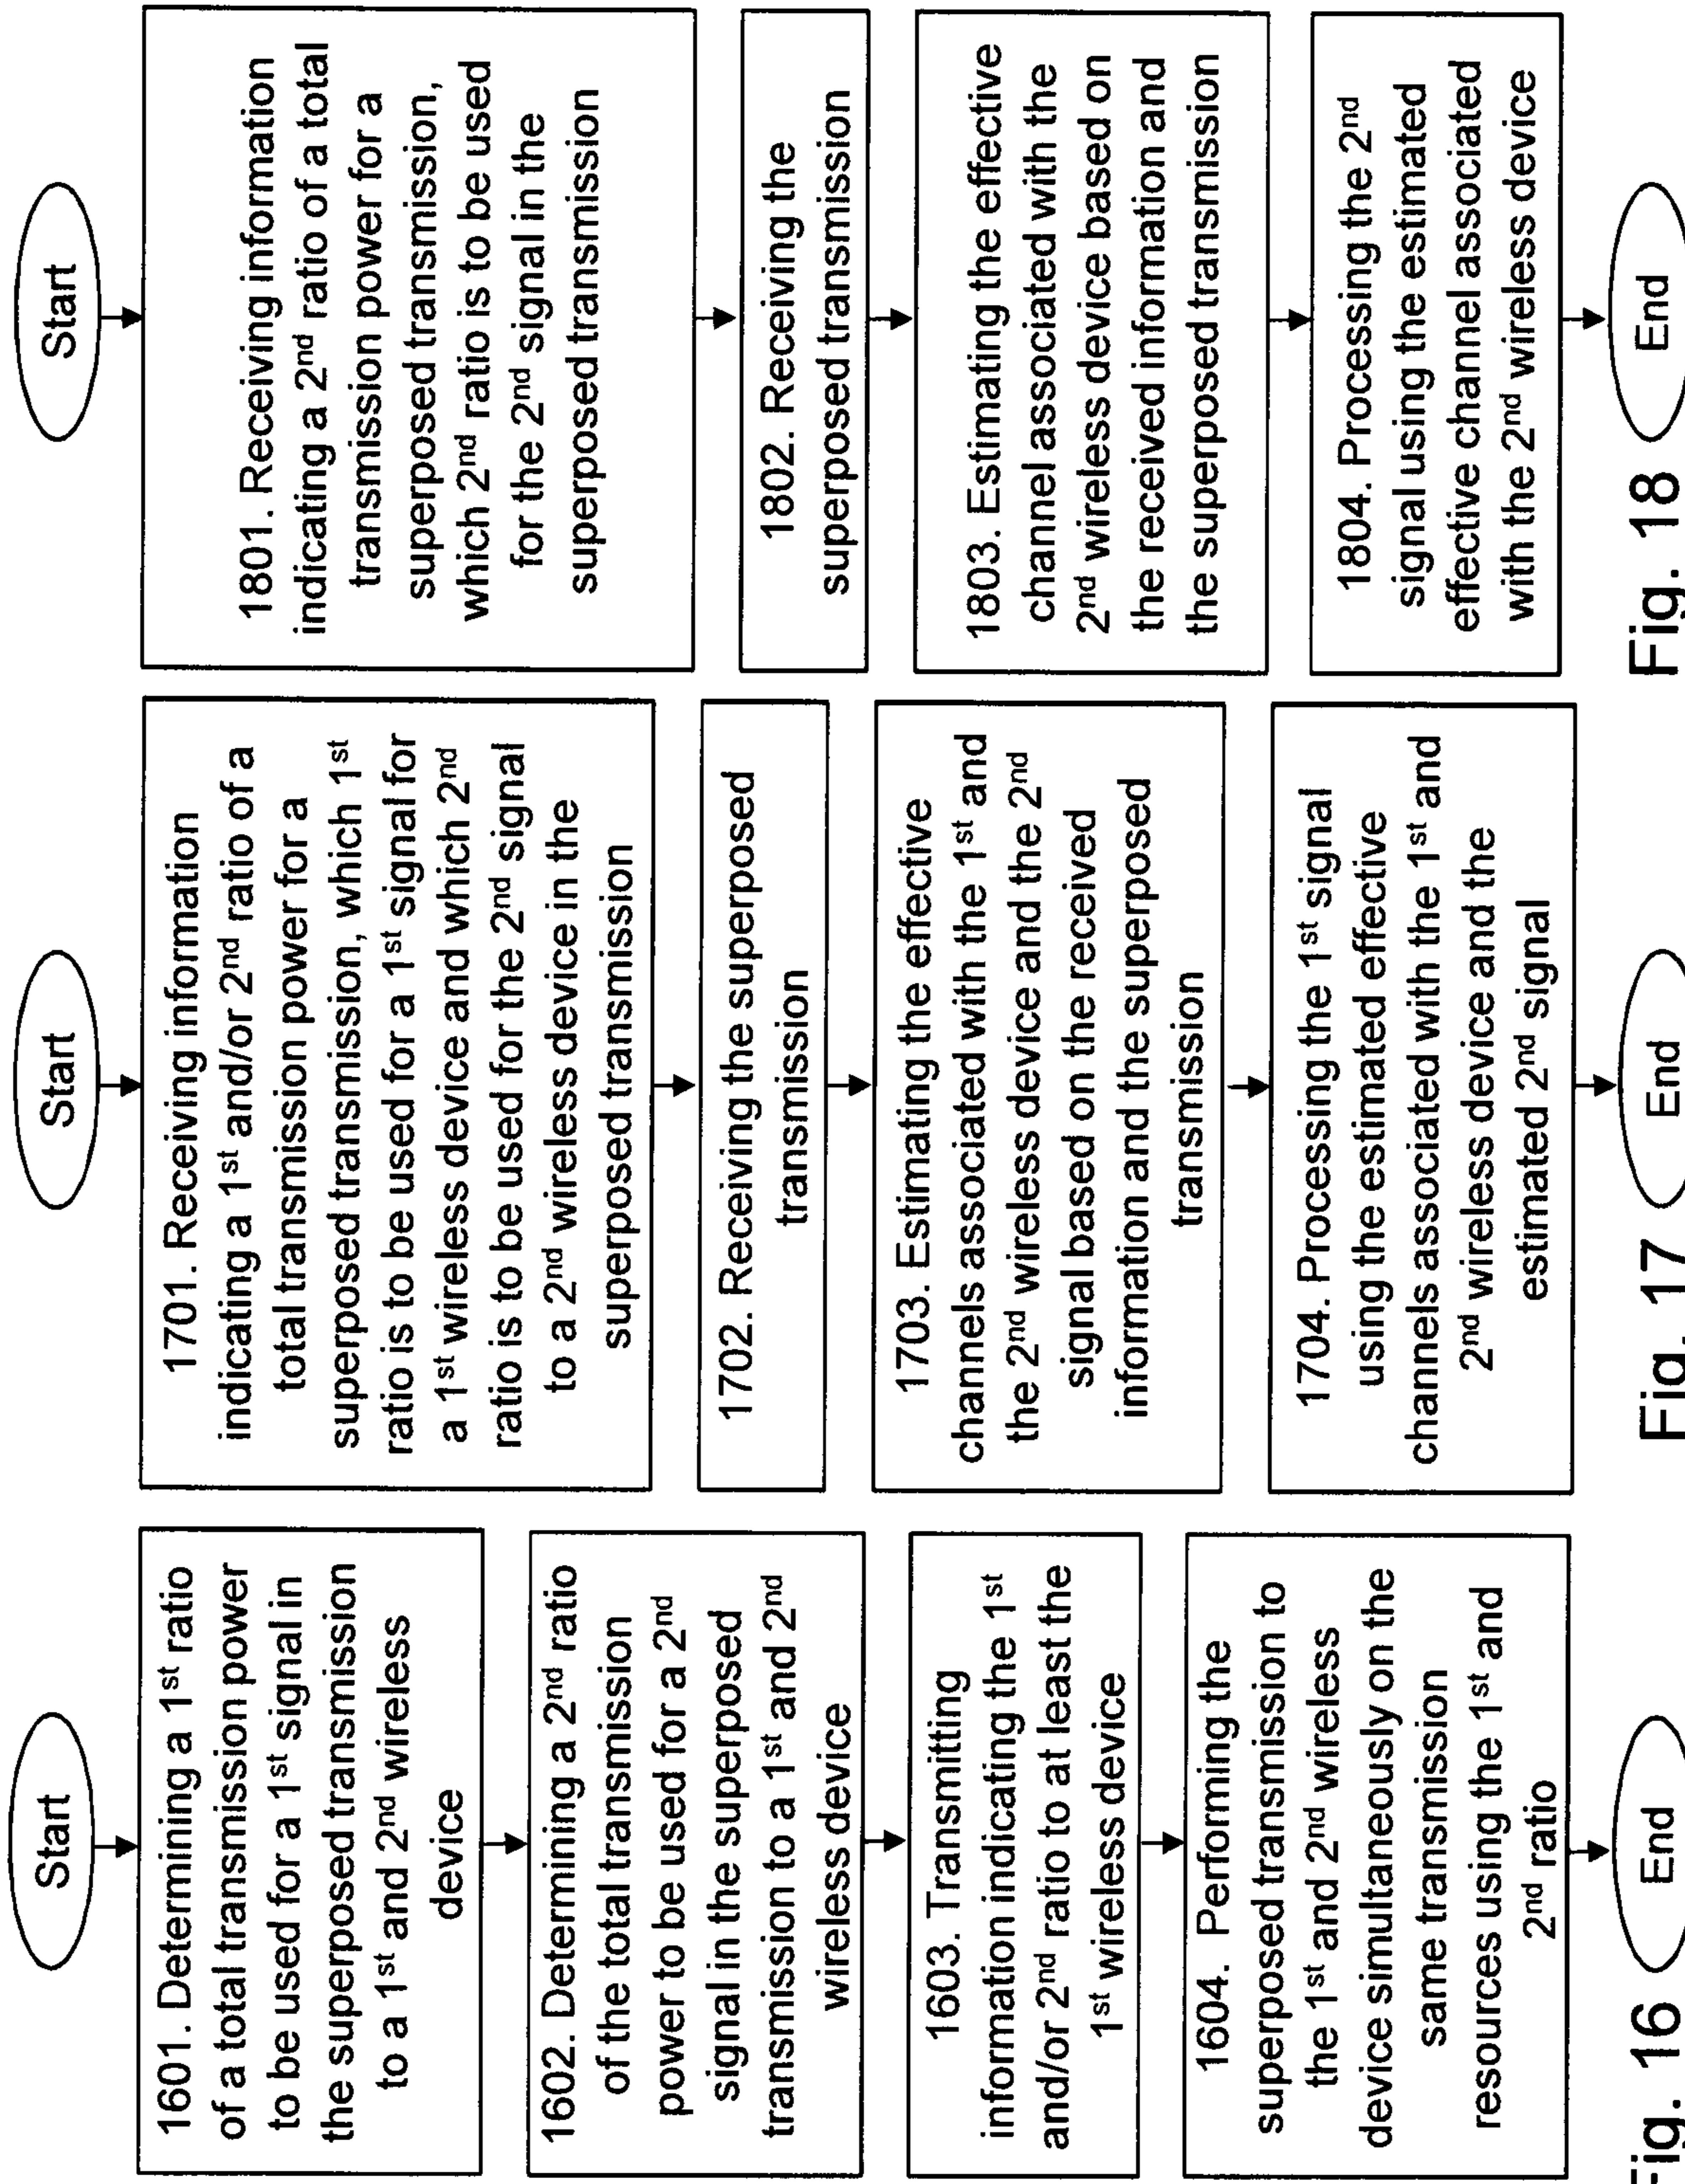 Start
1601. Determining a 1st ratio
of a total transmission power
to be used for a 1st signal in
the superposed transmission
to a 1st and 2nd wireless
device
1602. Determining a 2nd ratio
of the total transmission
power to be used for a 2nd
signal in the superposed
transmission to a 1st and 2nd
wireless device
1603. Transmitting
information indicating the 1st
and/or 2nd ratio to at least the
1st wireless device
1604. Performing the
superposed transmission to
the 1st and 2nd wireless
device simultaneously on the
same transmission
resources using the 1st and
2nd ratio
End
Fig. 16
Start
1701. Receiving information
indicating a 1st and/or 2nd ratio of a
total transmission power for a
superposed transmission, which 1st
ratio is to be used for a 1st signal for
a 1st wireless device and which 2nd
ratio is to be used for the 2nd signal
to a 2nd wireless device in the
superposed transmission
1702. Receiving the superposed
transmission
1703. Estimating the effective
channels associated with the 1st and
the 2nd wireless device and the 2nd
signal based on the received
information and the superposed
transmission
1704. Processing the 1st signal
using the estimated effective
channels associated with the 1st and
2nd wireless device and the
estimated 2nd signal
End
Fig. 17
Start
1801. Receiving information
indicating a 2nd ratio of a total
transmission power for a
superposed transmission,
which 2nd ratio is to be used
for the 2nd signal in the
superposed transmission
1802. Receiving the
superposed transmission
1803. Estimating the effective
channel associated with the
2nd wireless device based on
the received information and
the superposed transmission
1804. Processing the 2nd
signal using the estimated
effective channel associated
with the 2nd wireless device
End
Fig. 18